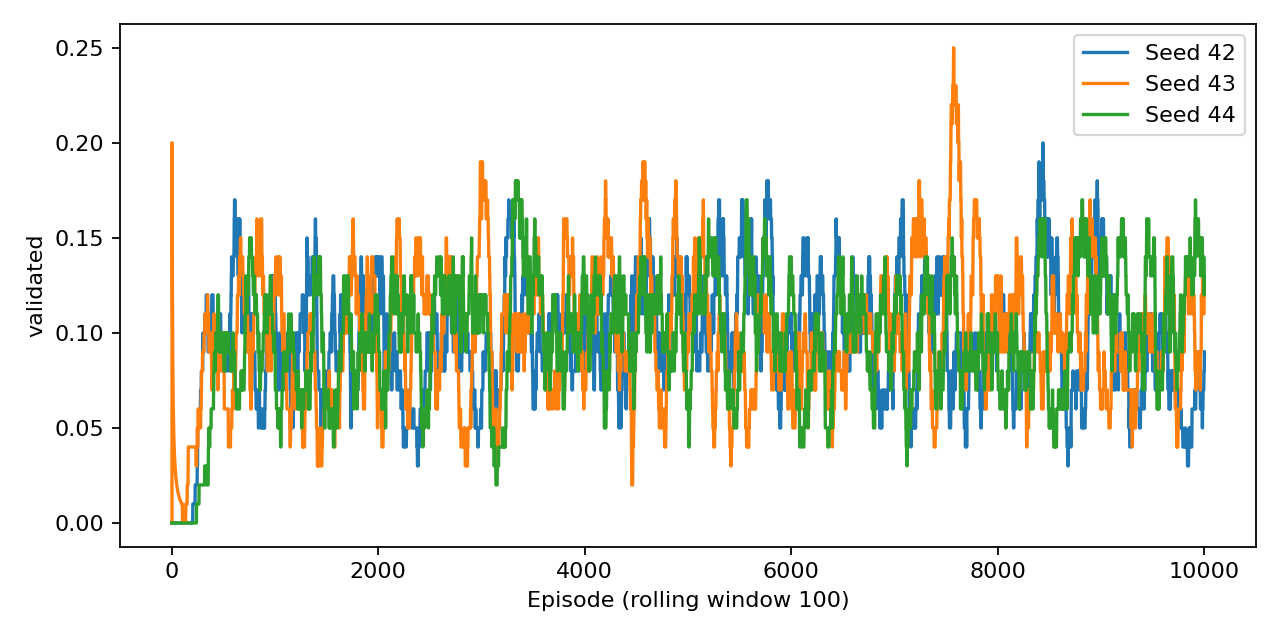 0.25
0.20
0.15
0.10
0.05
0.00
validated
0 2000 4000 6000 8000 10000
Episode (rolling window 100)
Seed 42
Seed 43
Seed 44